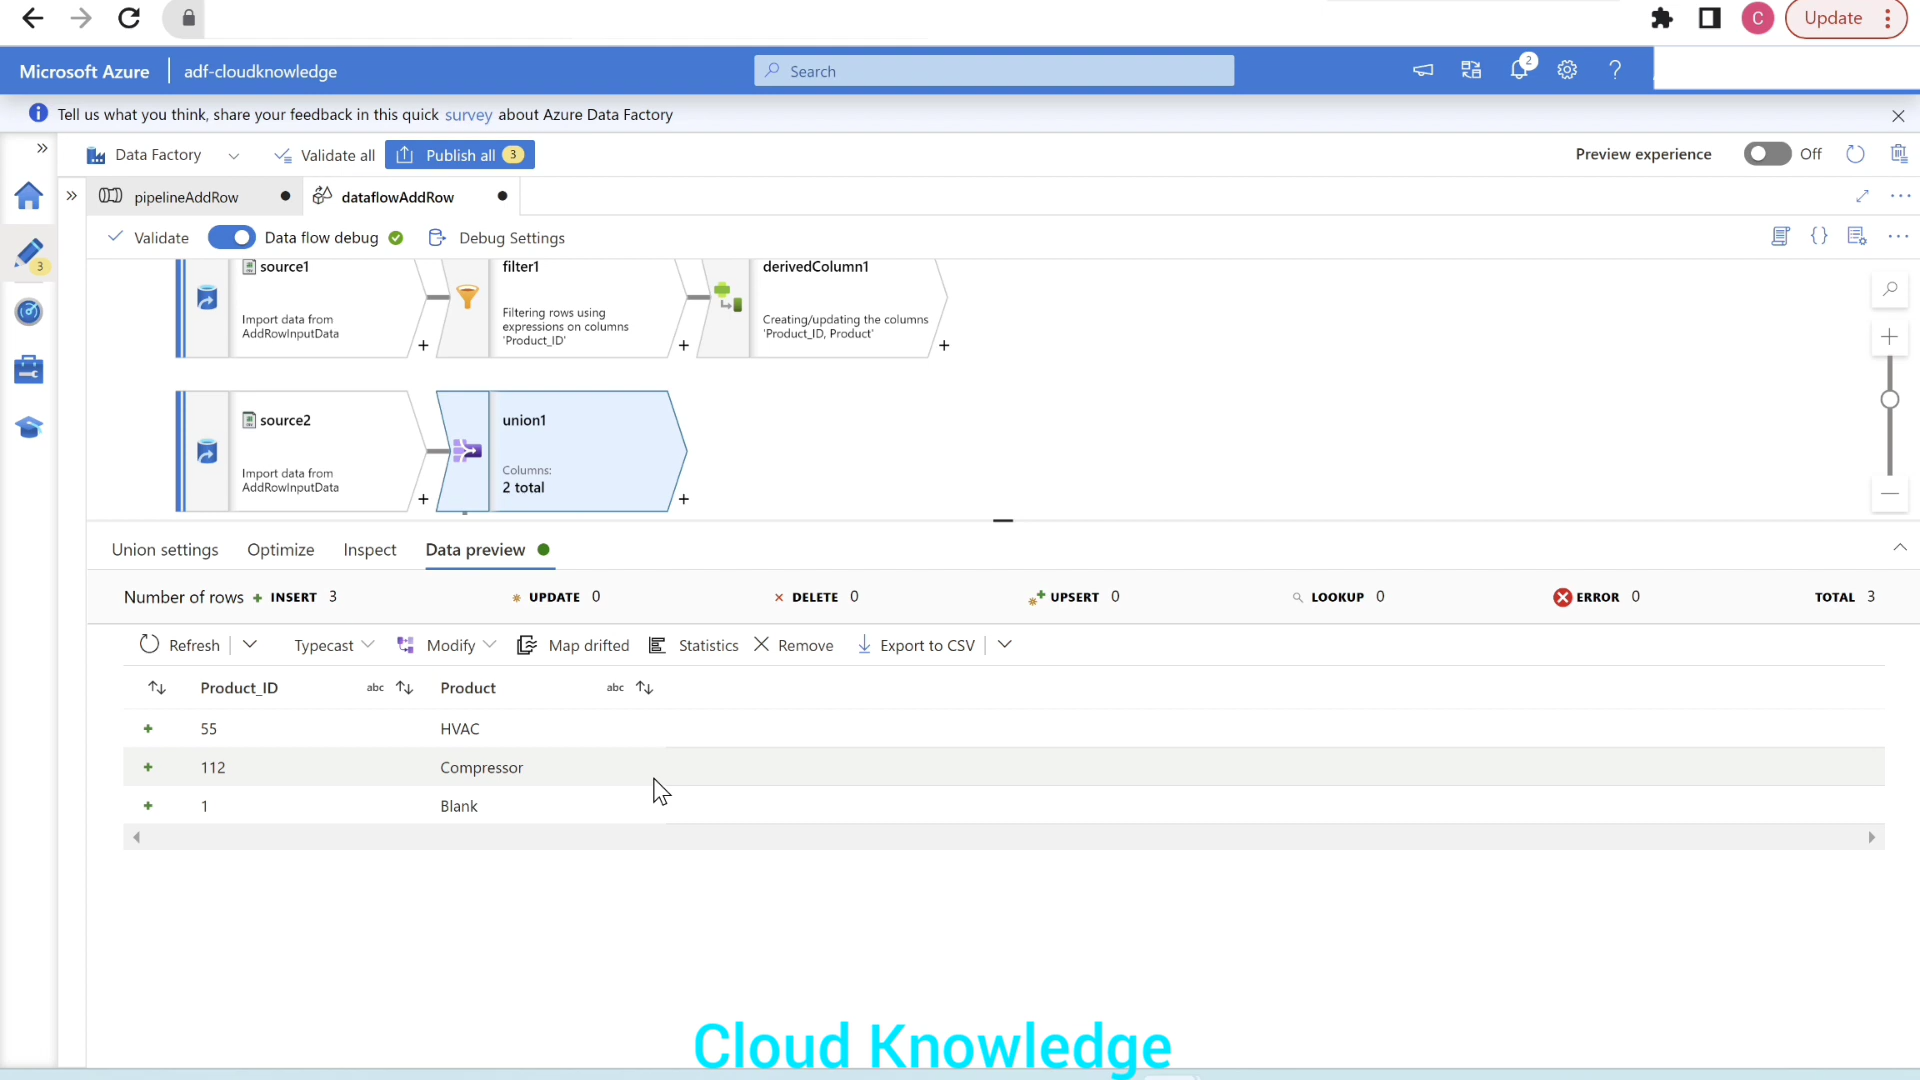 C
Update
Microsoft Azure
adf-cloudknowledge
Search
2
?
Tell us what you think, share your feedback in this quick survey about Azure Data Factory
Data Factory
Validate all
Publish all 3
Preview experience
Off
pipelineAddRow
dataflowAddRow
3
Validate
Data flow debug
Debug Settings
source1
Import data from
AddRowInputData
+
filter1
Filtering rows using
expressions on columns
'Product_ID'
+
derivedColumn1
Creating/updating the columns
'Product_ID, Product'
+
source2
Import data from
AddRowInputData
+
union1
Columns:
2 total
+
Union settings
Optimize
Inspect
Data preview
Number of rows
+ INSERT 3
UPDATE 0
DELETE 0
UPSERT 0
LOOKUP 0
ERROR 0
TOTAL 3
Refresh
Typecast
Modify
Map drifted
Statistics
Remove
Export to CSV
Product_ID abc
Product abc
+ 55 HVAC
+ 112 Compressor
+ 1 Blank
Cloud Knowledge